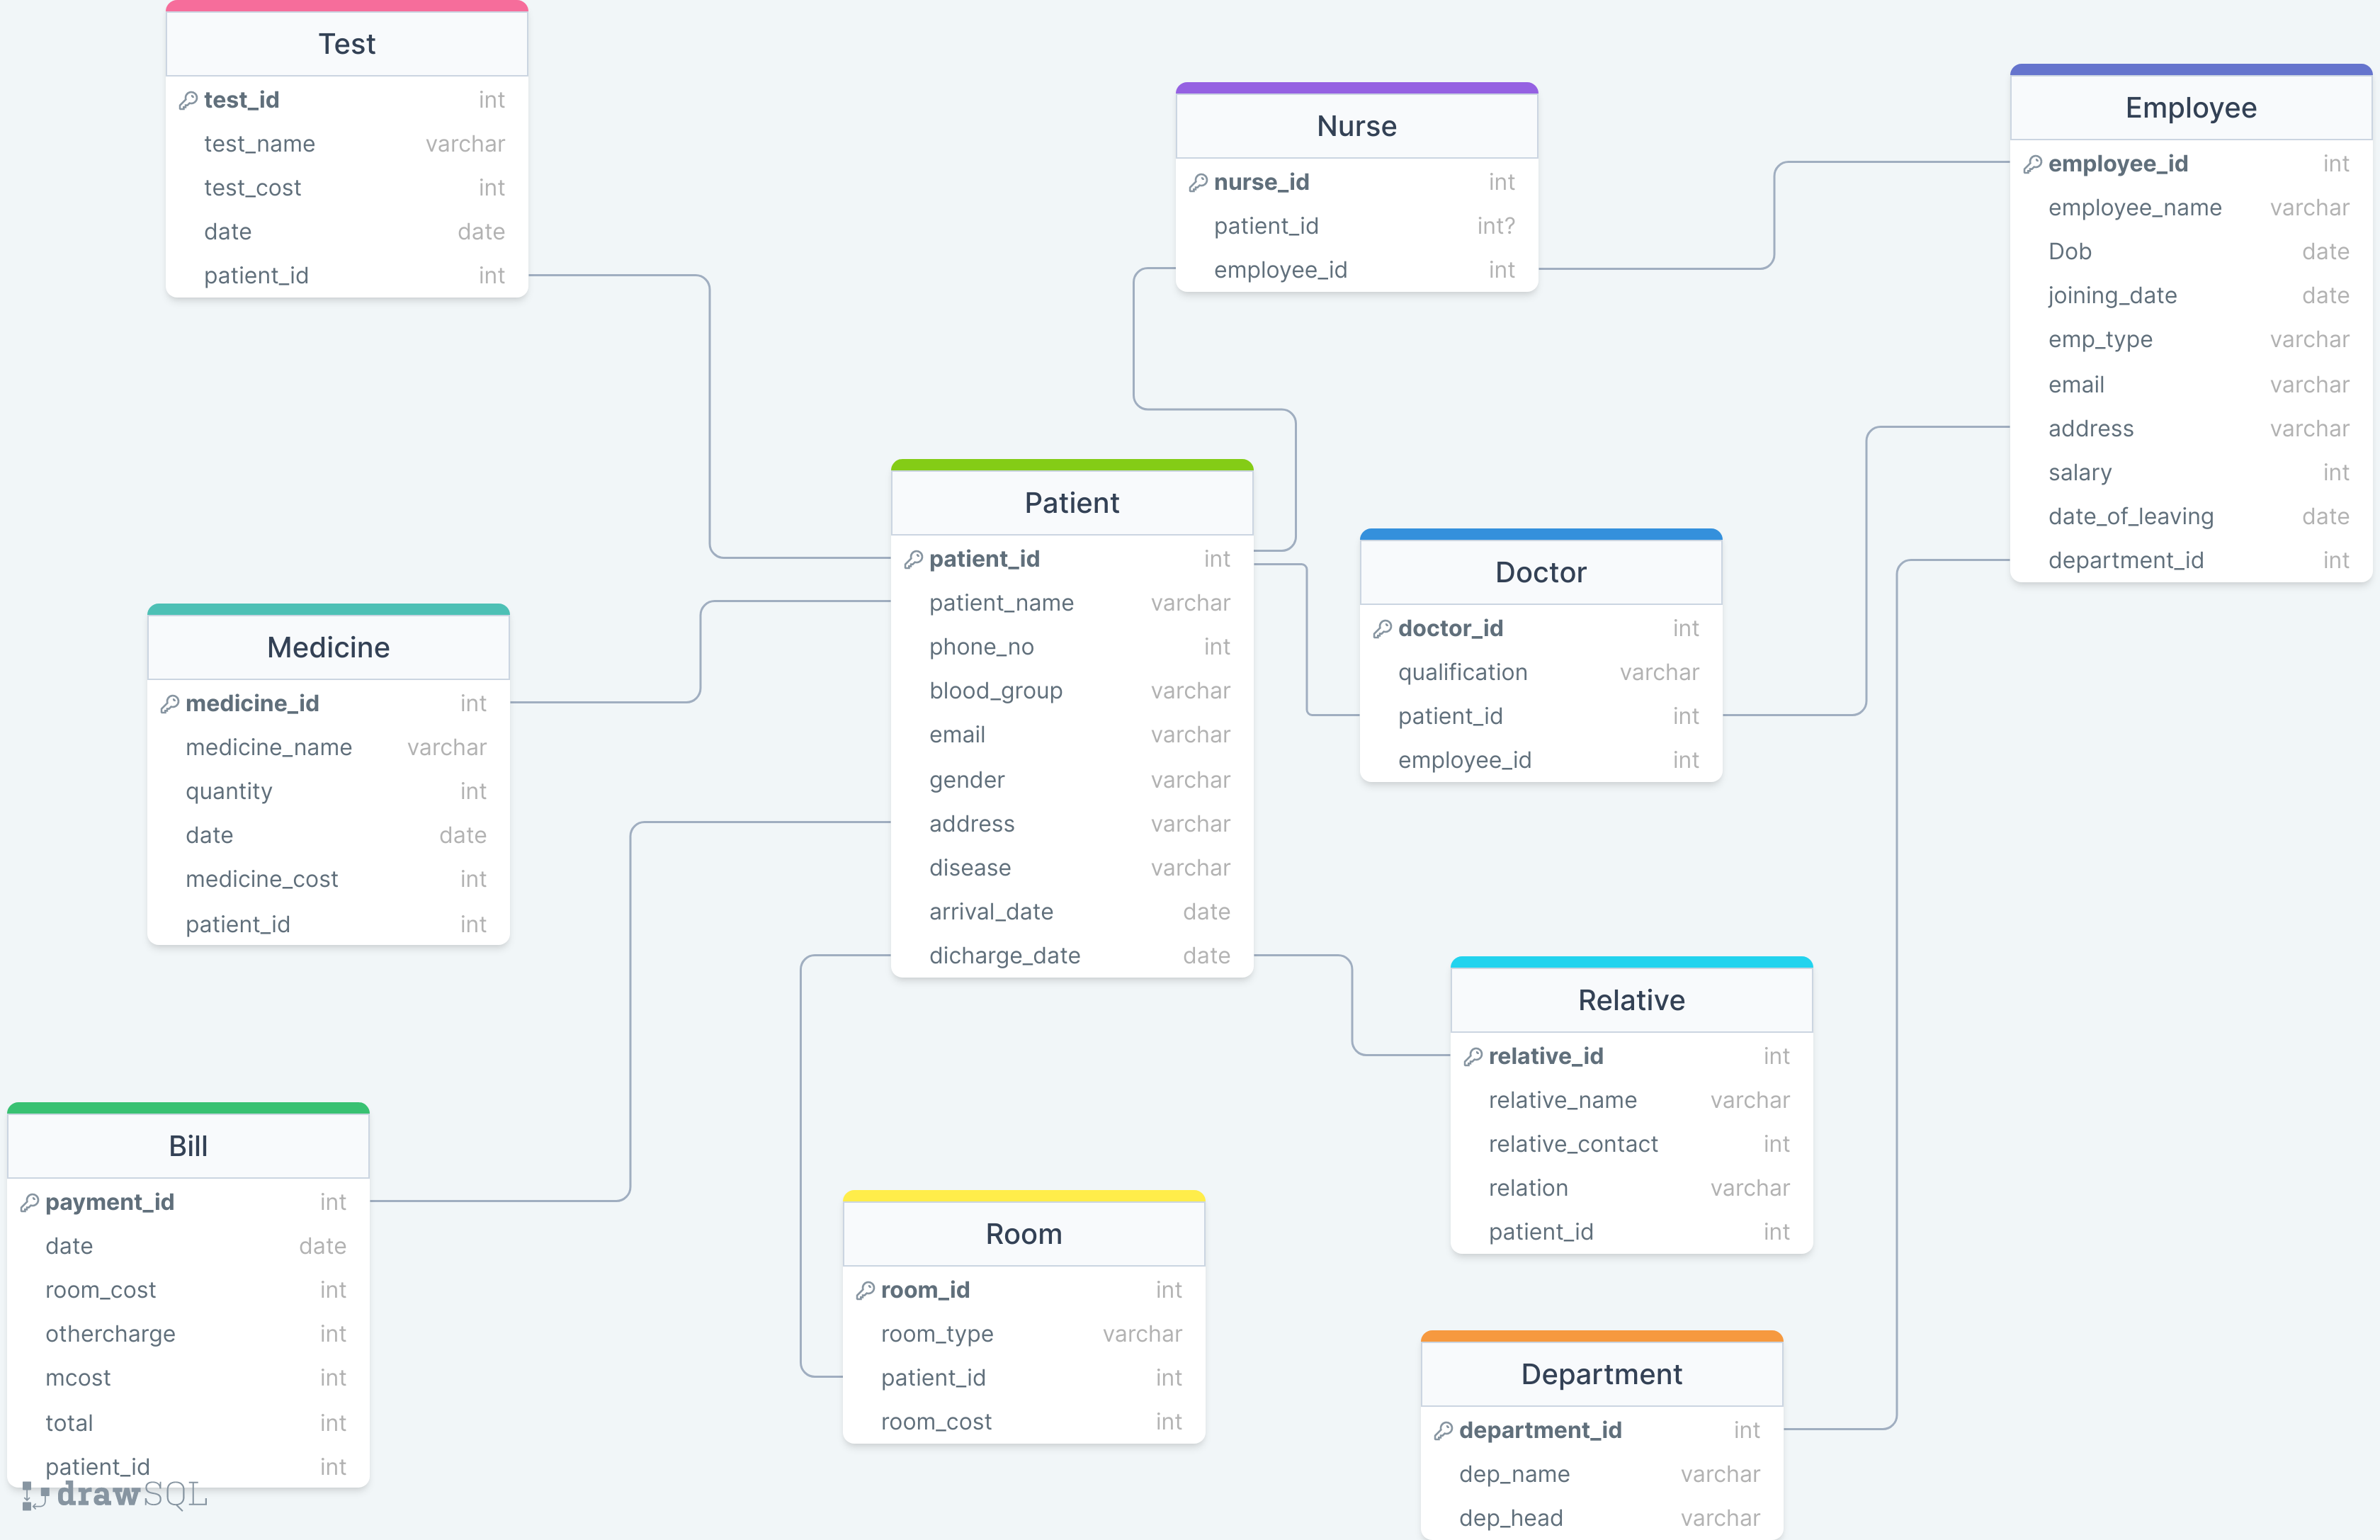 Test
test_id int
test_name varchar
test_cost int
date date
patient_id int
Nurse
nurse_id int
patient_id int?
employee_id int
Employee
employee_id int
employee_name varchar
Dob date
joining_date date
emp_type varchar
email varchar
address varchar
salary int
date_of_leaving date
department_id int
Patient
patient_id int
patient_name varchar
phone_no int
blood_group varchar
email varchar
gender varchar
address varchar
disease varchar
arrival_date date
dicharge_date date
Doctor
doctor_id int
qualification varchar
patient_id int
employee_id int
Medicine
medicine_id int
medicine_name varchar
quantity int
date date
medicine_cost int
patient_id int
Relative
relative_id int
relative_name varchar
relative_contact int
relation varchar
patient_id int
Bill
payment_id int
date date
room_cost int
othercharge int
mcost int
total int
patient_id int
Room
room_id int
room_type varchar
patient_id int
room_cost int
Department
department_id int
dep_name varchar
dep_head varchar
drawSQL